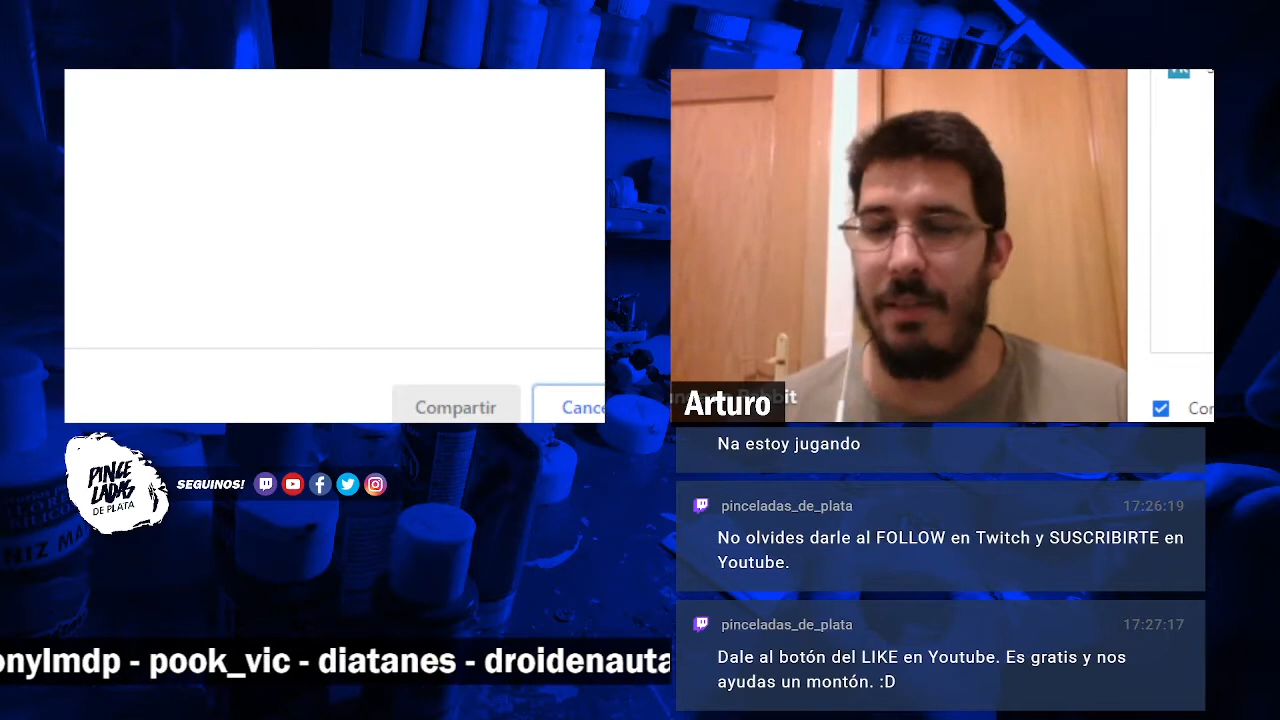 Compartir
Cance
Arturo
Cor
Na estoy jugando
pinceladas_de_plata 17:26:19
No olvides darle al FOLLOW en Twitch y SUSCRIBIRTE en
Youtube.
pinceladas_de_plata 17:27:17
Dale al botón del LIKE en Youtube. Es gratis y nos
ayudas un montón. :D
PINCE
LADAS
DE PLATA
SEGUINOS!
onylmdp - pook_vic - diatanes - droidenauta